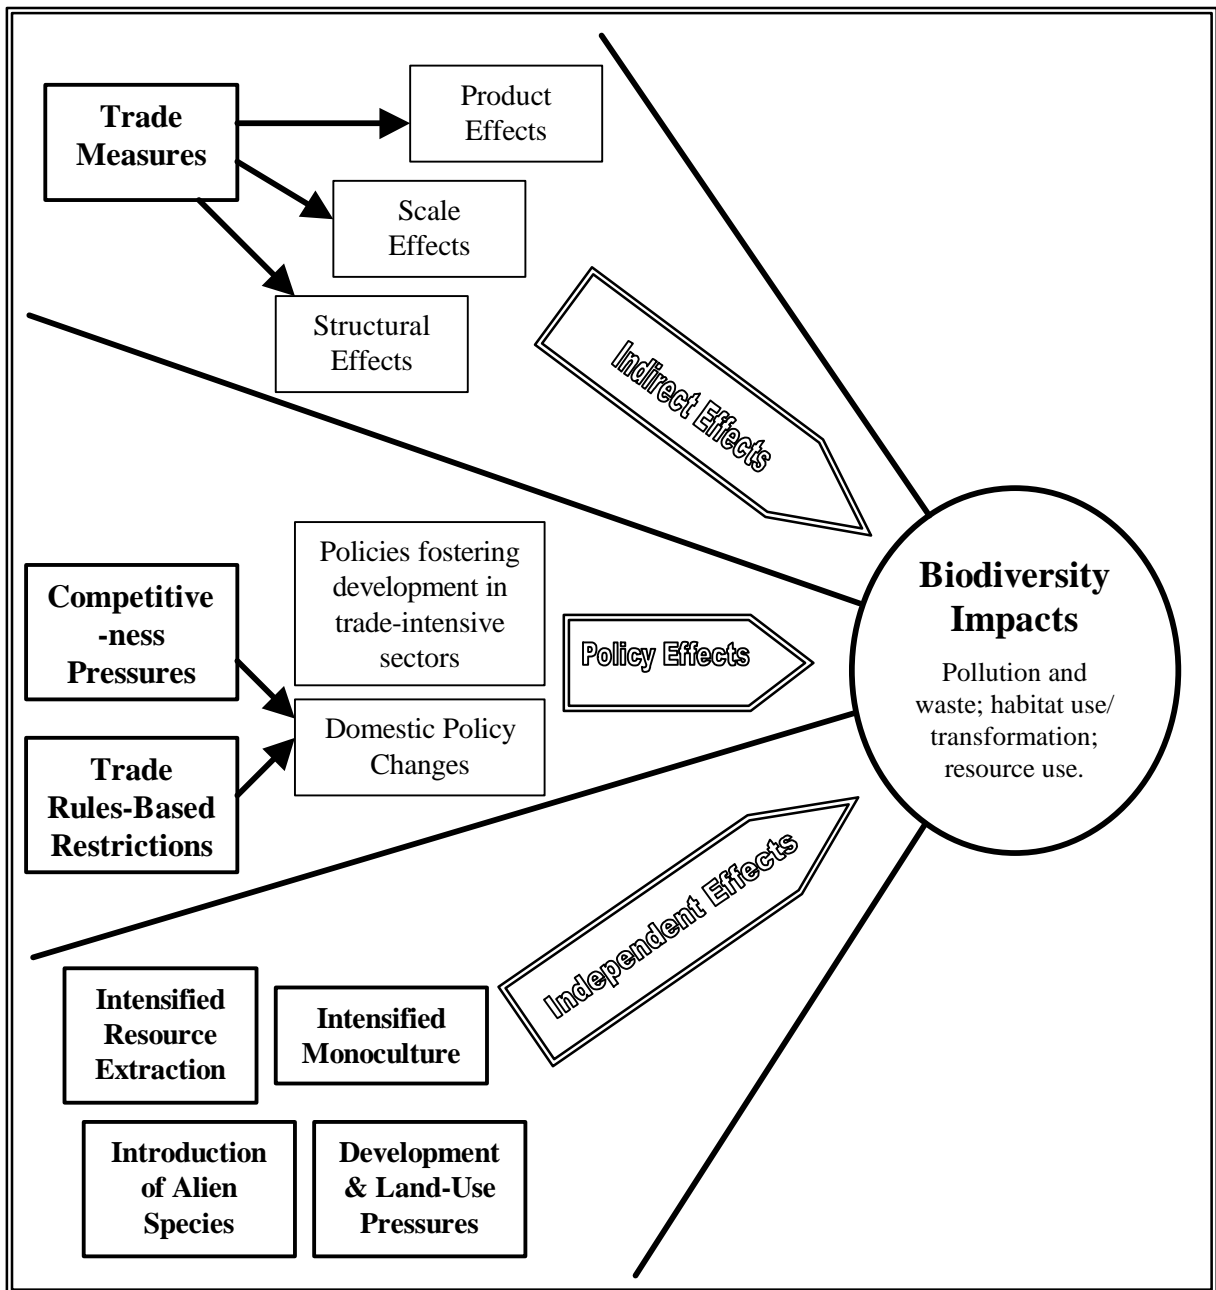 Trade
Measures
Product
Effects
Scale
Effects
Structural
Effects
Indirect Effects
Policies fostering
development in
trade-intensive
sectors
Competitive
-ness
Pressures
Domestic Policy
Changes
Trade
Rules-Based
Restrictions
Policy Effects
Biodiversity
Impacts
Pollution and
waste; habitat use/
transformation;
resource use.
Independent Effects
Intensified
Resource
Extraction
Intensified
Monoculture
Introduction
of Alien
Species
Development
& Land-Use
Pressures